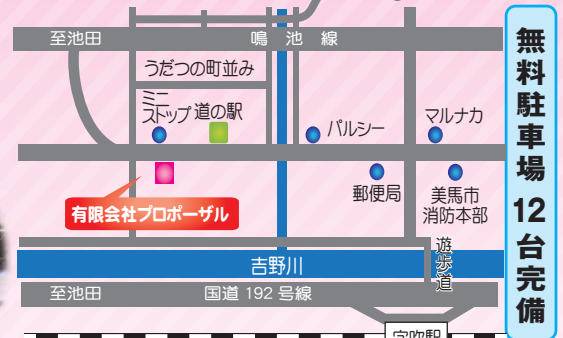 至池田
鳴池線
うだつの町並み
ミニ
ストップ
道の駅
パルシー
マルナカ
郵便局
美馬市
消防本部
有限会社プロポーザル
遊歩道
吉野川
至池田
国道192号線
無料駐車場12台完備